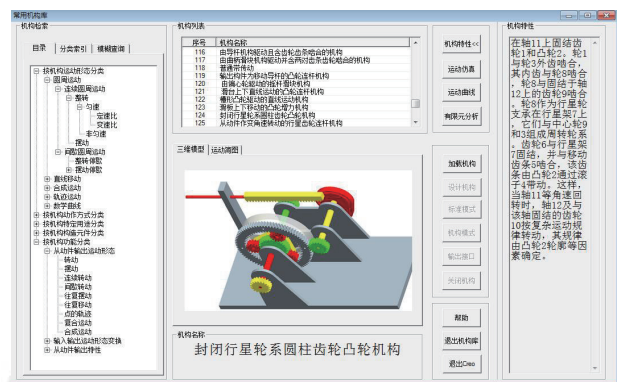 常用机构库
机构检索
目录
分类索引
模糊查询
按机构运动形态分类
圆周运动
连续圆周运动
整转
匀速
定速比
变速比
非匀速
摆动
间歇圆周运动
整转停歇
摆动停歇
直线移动
合成运动
轨迹运动
数学曲线
按机构动作方式分类
按机构特定用途分类
按机构构造元件分类
按机构功能分类
从动件输出运动形态
转动
摆动
连续转动
间歇转动
往复摆动
往复移动
点的轨迹
复合运动
合成运动
输入输出运动形态变换
从动件输出特性
机构列表
序号 机构名称
116 由导杆机构驱动且含齿轮齿条啮合的机构
117 由曲柄滑块机构驱动并含两对齿条齿轮啮合的机构
118 普通带传动
119 输出构件为移动导杆的凸轮连杆机构
120 由偏心轮驱动的摇杆滑块机构
121 滑台上下直线运动的凸轮连杆机构
122 槽形凸轮驱动的直线运动机构
123 滑板上下移动的凸轮增力机构
124 封闭行星轮系圆柱齿轮凸轮机构
125 从动件作变角速转动的行星齿轮连杆机构
三维模型
运动简图
机构名称
封闭行星轮系圆柱齿轮凸轮机构
机构特性<<
运动仿真
运动曲线
有限元分析
加载机构
设计机构
标准模式
机构模式
输出窗口
关闭机构
帮助
退出机构库
退出Creo
机构特性
在轴11上固结齿
轮1和凸轮2。轮1
与轮3外齿啮合，
其内齿与轮8啮合
，轮8与固结于轴
12上的齿轮9啮合
。轮8作为行星轮
支承在行星架7上
，它们与中心轮9
和3组成周转轮系
。齿轮6与行星架
7固结，并与移动
齿条5啮合，该齿
条由凸轮2通过滚
子4带动。这样，
当轴11等角速回
转时，轴12及与
该轴固结的齿轮
10按复杂运动规
律转动，其规律
由凸轮2轮廓等因
素确定。